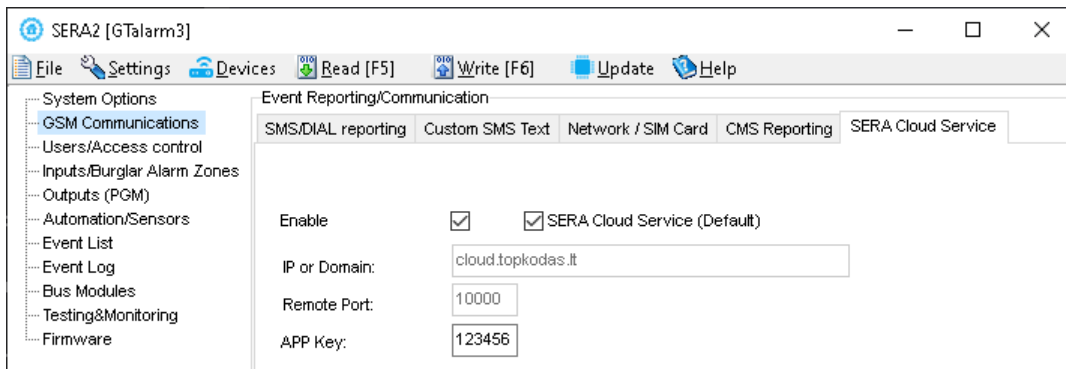 SERA2 [GTalarm3]
File Settings Devices Read [F5] Write [F6] Update Help
System Options
GSM Communications
Users/Access control
Inputs/Burglar Alarm Zones
Outputs (PGM)
Automation/Sensors
Event List
Event Log
Bus Modules
Testing&Monitoring
Firmware
Event Reporting/Communication
SMS/DIAL reporting Custom SMS Text Network / SIM Card CMS Reporting SERA Cloud Service
Enable SERA Cloud Service (Default)
IP or Domain: cloud.topkodas.lt
Remote Port: 10000
APP Key: 123456